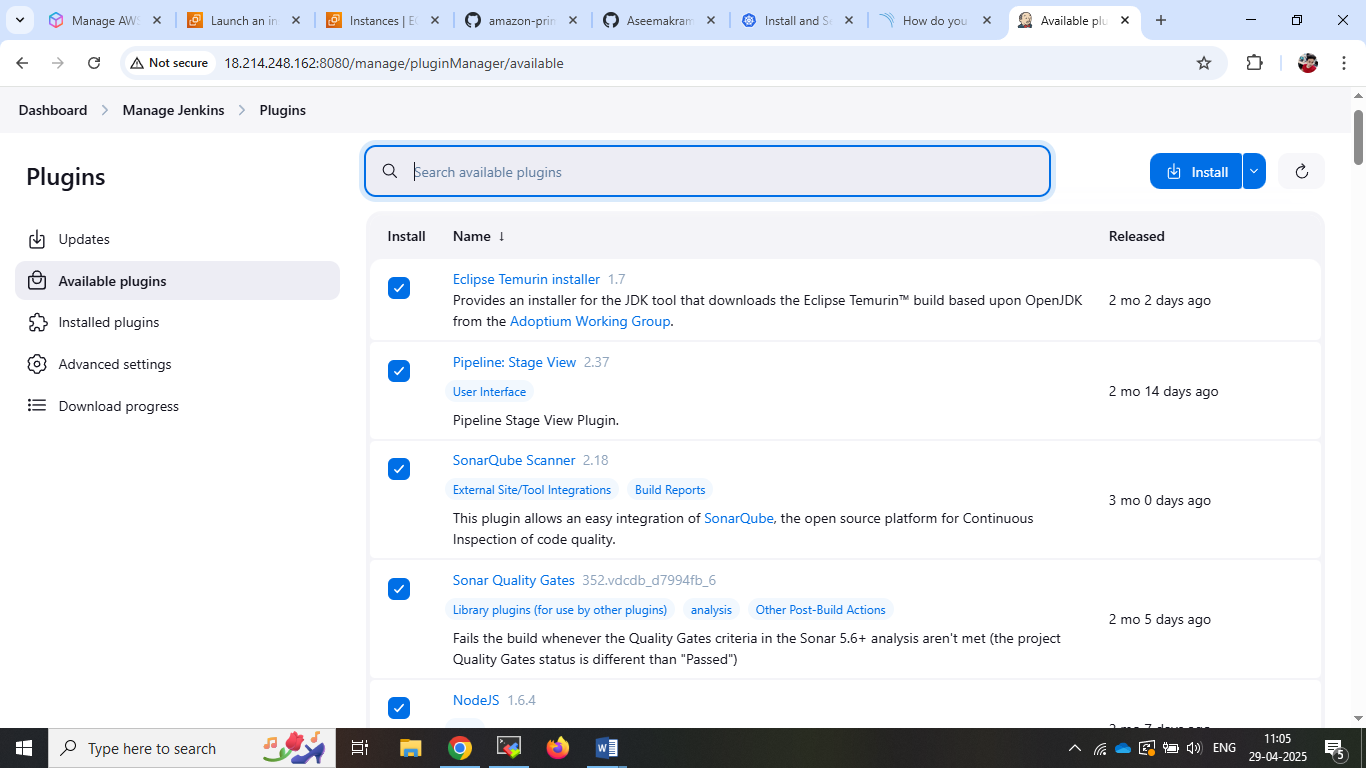 Manage AWS
Launch an in
Instances | EC
amazon-prin
Aseemakram
Install and Se
How do you
Available plu
Not secure
18.214.248.162:8080/manage/pluginManager/available
Dashboard
Manage Jenkins
Plugins
Plugins
Search available plugins
Install
Updates
Available plugins
Installed plugins
Advanced settings
Download progress
Install
Name ↓
Released
Eclipse Temurin installer 1.7
Provides an installer for the JDK tool that downloads the Eclipse Temurin™ build based upon OpenJDK
from the Adoptium Working Group.
2 mo 2 days ago
Pipeline: Stage View 2.37
User Interface
Pipeline Stage View Plugin.
2 mo 14 days ago
SonarQube Scanner 2.18
External Site/Tool Integrations
Build Reports
This plugin allows an easy integration of SonarQube, the open source platform for Continuous
Inspection of code quality.
3 mo 0 days ago
Sonar Quality Gates 352.vdcdb_d7994fb_6
Library plugins (for use by other plugins)
analysis
Other Post-Build Actions
Fails the build whenever the Quality Gates criteria in the Sonar 5.6+ analysis aren't met (the project
Quality Gates status is different than "Passed")
2 mo 5 days ago
NodeJS 1.6.4
Type here to search
ENG
11:05
29-04-2025
5